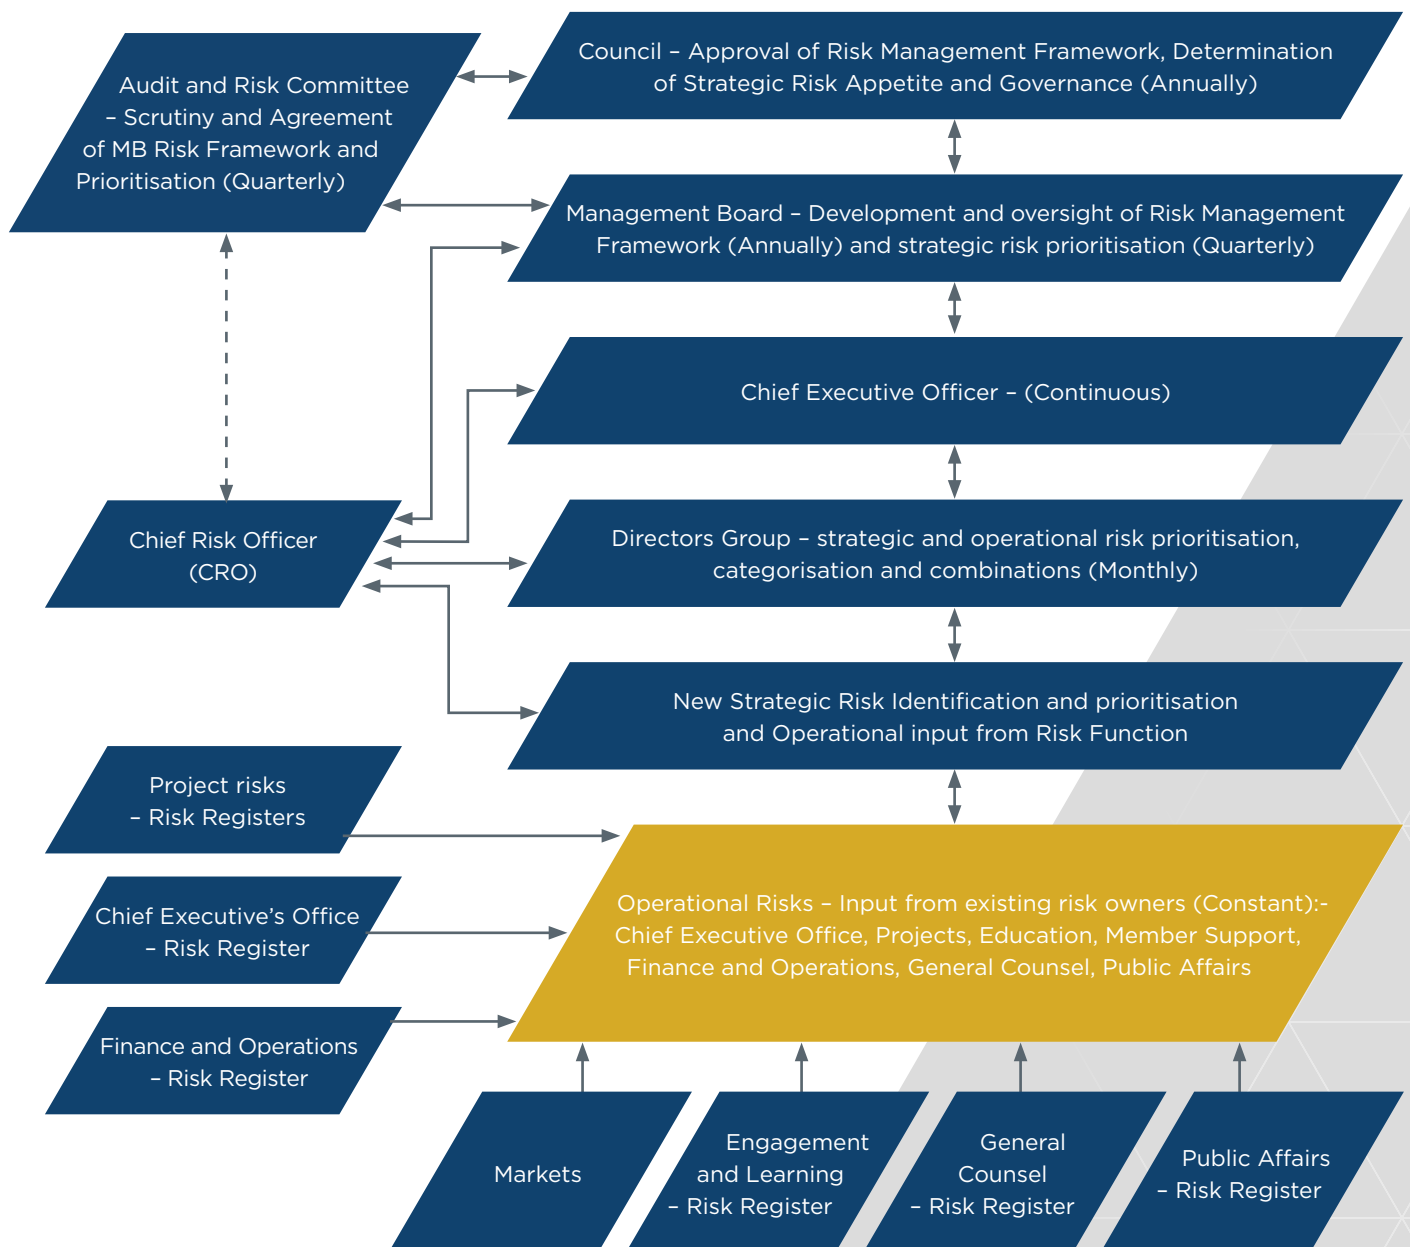 Council – Approval of Risk Management Framework, Determination
of Strategic Risk Appetite and Governance (Annually)
Audit and Risk Committee
– Scrutiny and Agreement
of MB Risk Framework and
Prioritisation (Quarterly)
Management Board – Development and oversight of Risk Management
Framework (Annually) and strategic risk prioritisation (Quarterly)
Chief Executive Officer – (Continuous)
Chief Risk Officer
(CRO)
Directors Group – strategic and operational risk prioritisation,
categorisation and combinations (Monthly)
New Strategic Risk Identification and prioritisation
and Operational input from Risk Function
Project risks
– Risk Registers
Chief Executive's Office
– Risk Register
Finance and Operations
– Risk Register
Operational Risks – Input from existing risk owners (Constant):-
Chief Executive Office, Projects, Education, Member Support,
Finance and Operations, General Counsel, Public Affairs
Markets
Engagement
and Learning
– Risk Register
General
Counsel
– Risk Register
Public Affairs
– Risk Register